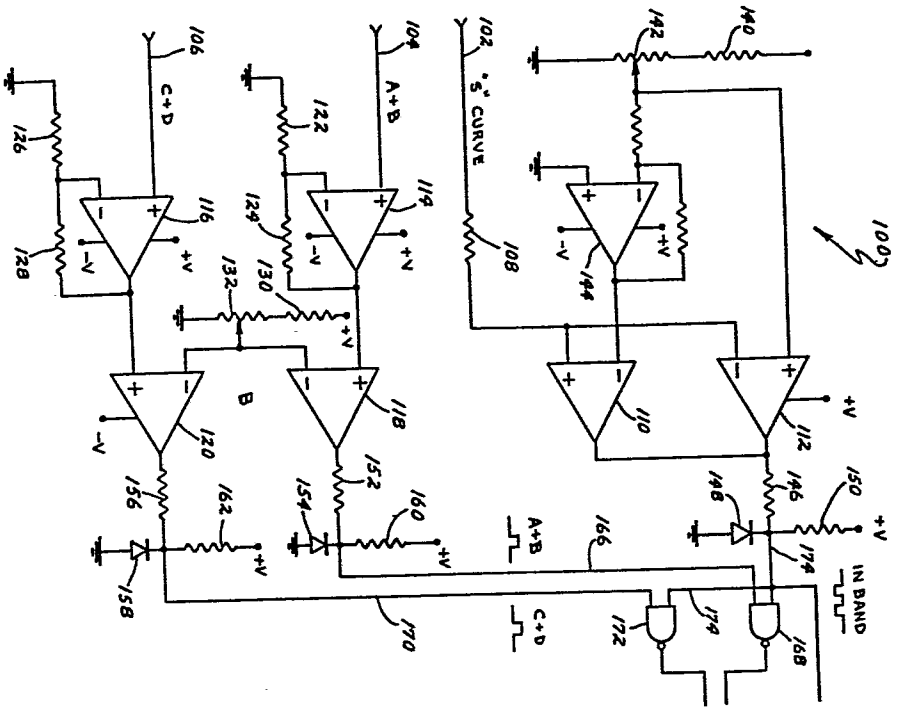 100
140
142
144
+V
-V
-
+
102
"S" CURVE
108
112
+V
+
-
110
-
+
146
148
150
+V
174
IN BAND
168
172
174
104
A+B
114
+V
-V
+
-
122
124
130
132
+V
118
+
-
B
152
154
160
+V
A+B
166
106
C+D
116
+V
-V
+
-
126
128
120
-
+
-V
156
158
162
+V
C+D
170